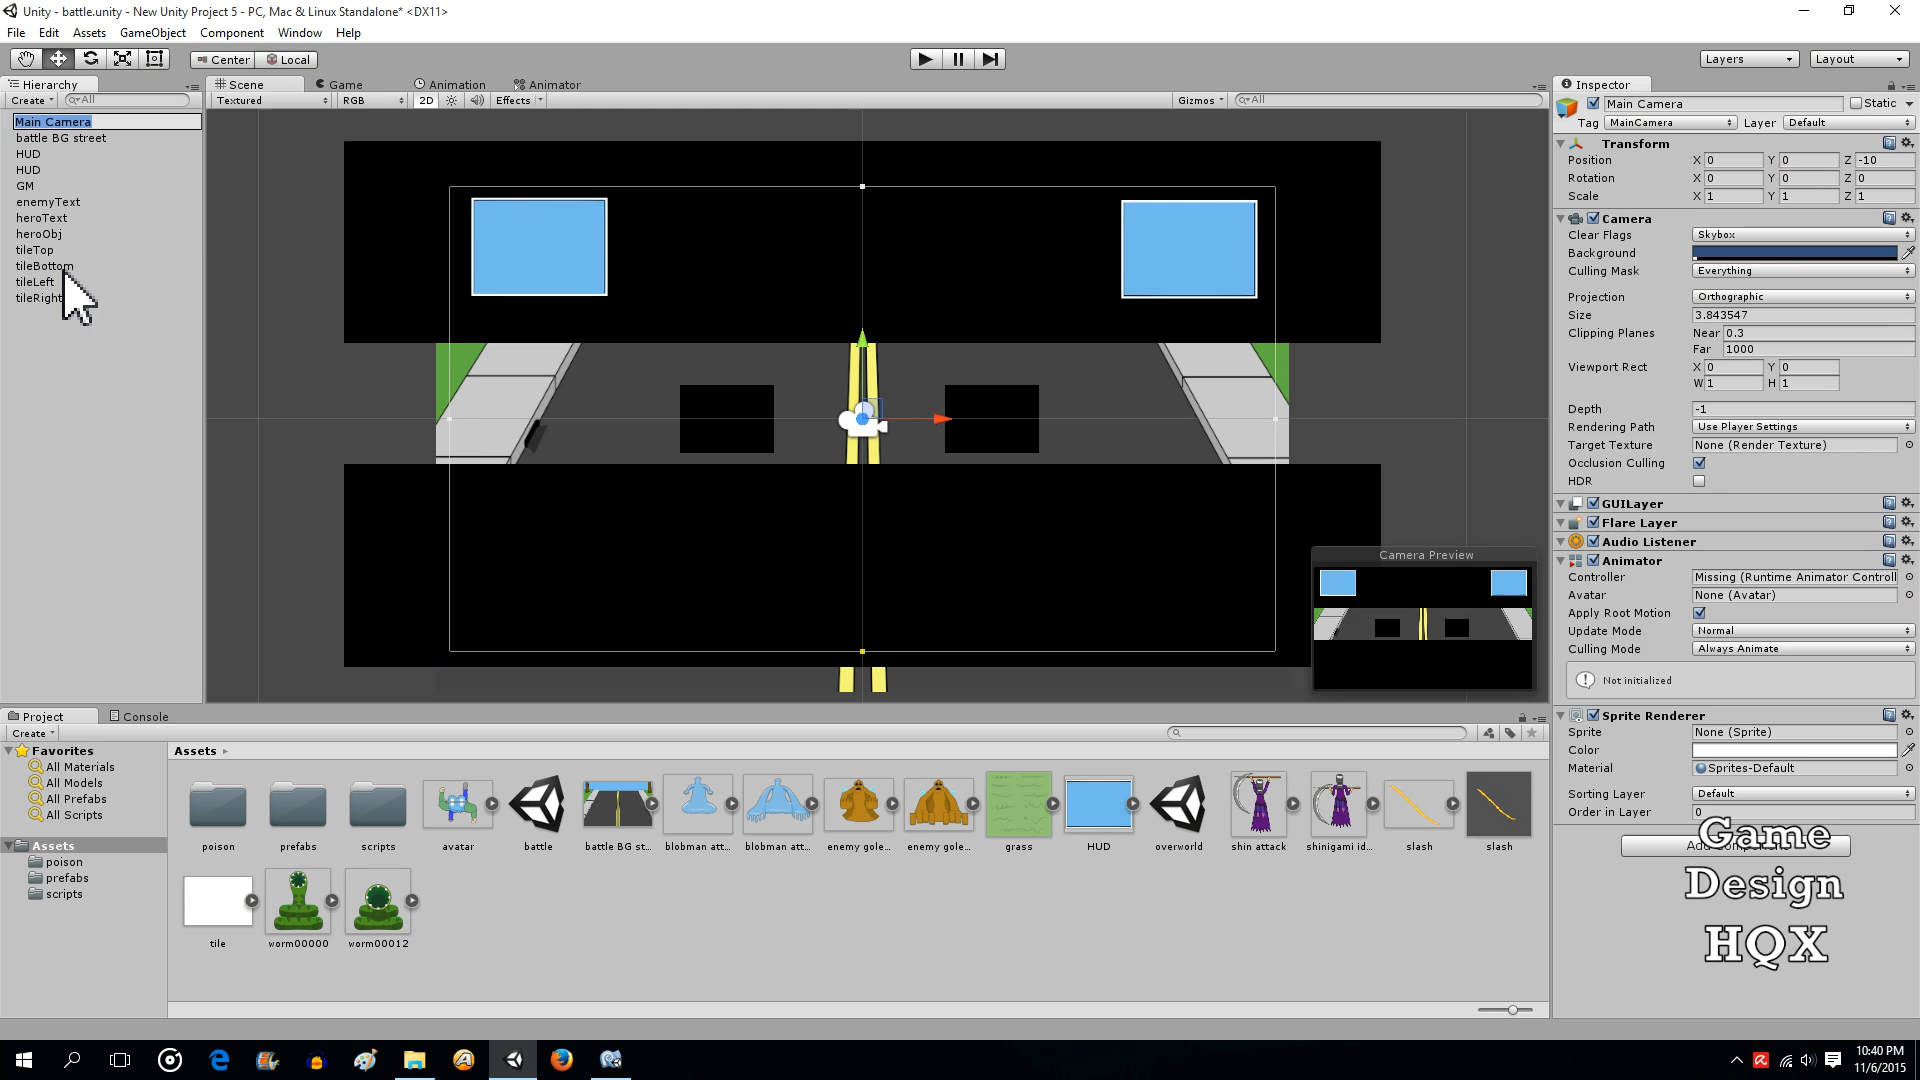 Unity - battle.unity - New Unity Project 5 - PC, Mac & Linux Standalone* <DX11>
File Edit Assets GameObject Component Window Help
Center Local Layers Layout
Hierarchy Scene Game Animation Animator Inspector
Create All Textured RGB 2D Effects Gizmos All
Main Camera Static
Tag MainCamera Layer Default
Main Camera
battle BG street
HUD
HUD
GM
enemyText
heroText
heroObj
tileTop
tileBottom
tileLeft
tileRight
Transform
Position X 0 Y 0 Z -10
Rotation X 0 Y 0 Z 0
Scale X 1 Y 1 Z 1
Camera
Clear Flags Skybox
Background
Culling Mask Everything
Projection Orthographic
Size 3.843547
Clipping Planes Near 0.3
Far 1000
Viewport Rect X 0 Y 0
W 1 H 1
Depth -1
Rendering Path Use Player Settings
Target Texture None (Render Texture)
Occlusion Culling
HDR
GUILayer
Flare Layer
Audio Listener
Animator
Controller Missing (Runtime Animator Controll
Avatar None (Avatar)
Apply Root Motion
Update Mode Normal
Culling Mode Always Animate
Not initialized
Sprite Renderer
Sprite None (Sprite)
Color
Material Sprites-Default
Sorting Layer Default
Order in Layer 0
Camera Preview
Project Console
Create
Favorites
All Materials
All Models
All Prefabs
All Scripts
Assets
poison
prefabs
scripts
Assets
poison prefabs scripts avatar battle battle BG st... blobman att... blobman att... enemy gole... enemy gole... grass HUD overworld shin attack shinigami id... slash slash
tile worm00000 worm00012
Game
Design
HQX
10:40 PM
11/6/2015